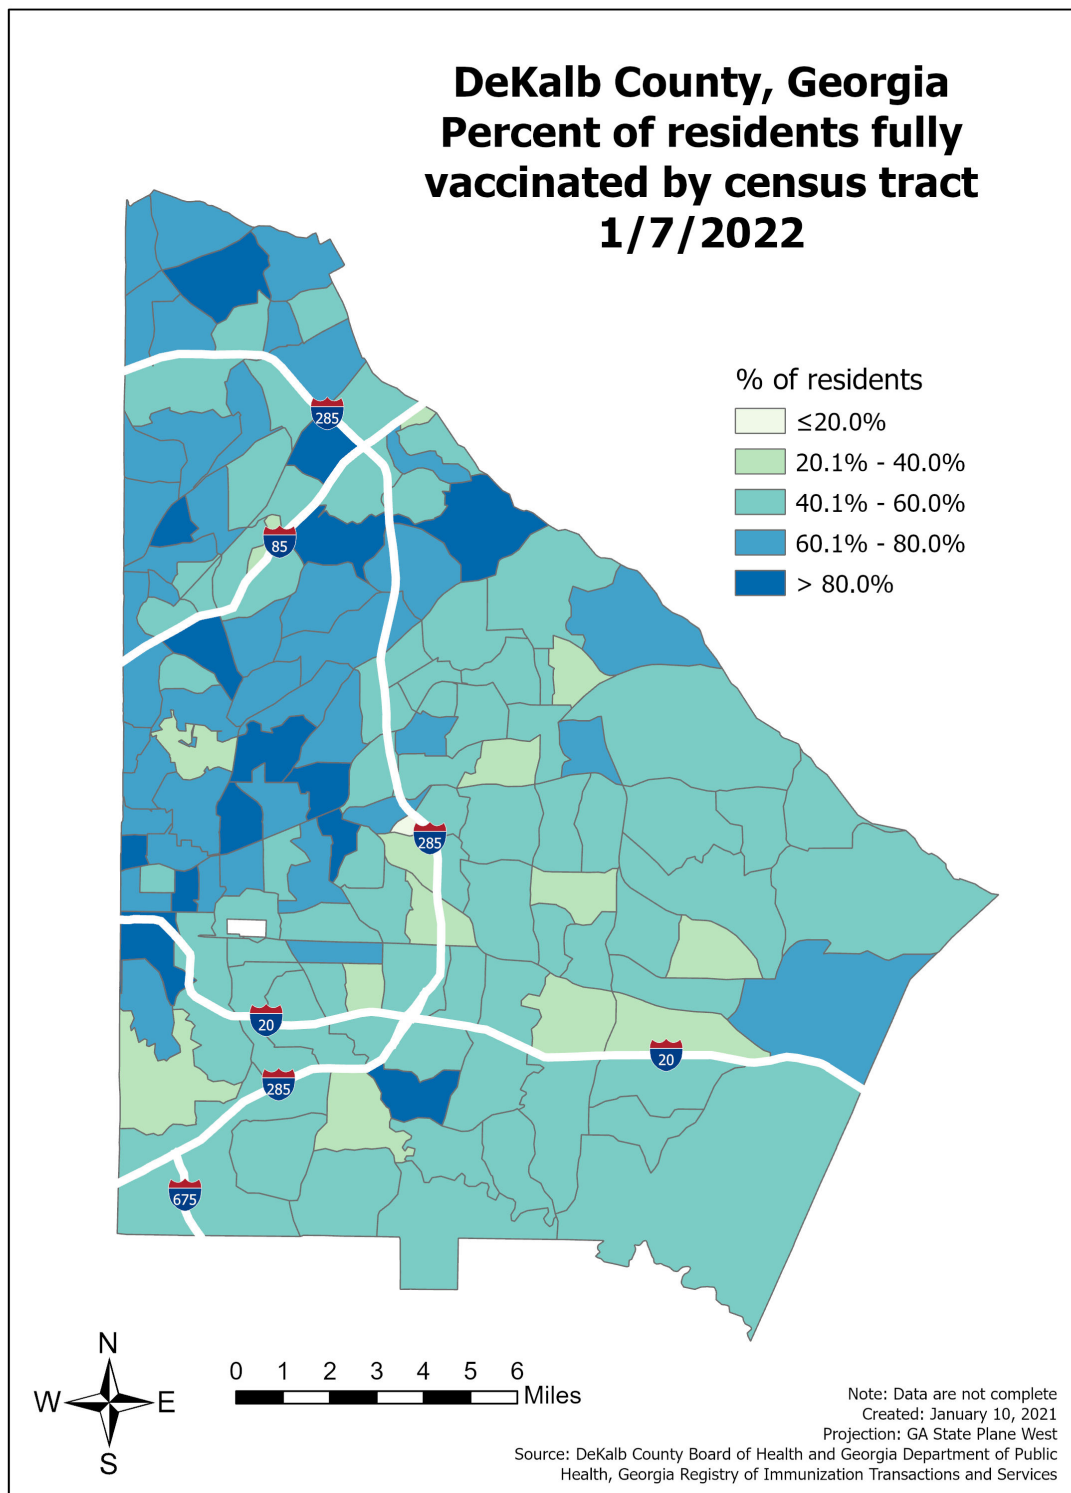 DeKalb County, Georgia
Percent of residents fully
vaccinated by census tract
1/7/2022
% of residents
≤20.0%
20.1% - 40.0%
40.1% - 60.0%
60.1% - 80.0%
> 80.0%
285
85
285
20
20
285
675
N
W E
S
0 1 2 3 4 5 6
Miles
Note: Data are not complete
Created: January 10, 2021
Projection: GA State Plane West
Source: DeKalb County Board of Health and Georgia Department of Public
Health, Georgia Registry of Immunization Transactions and Services